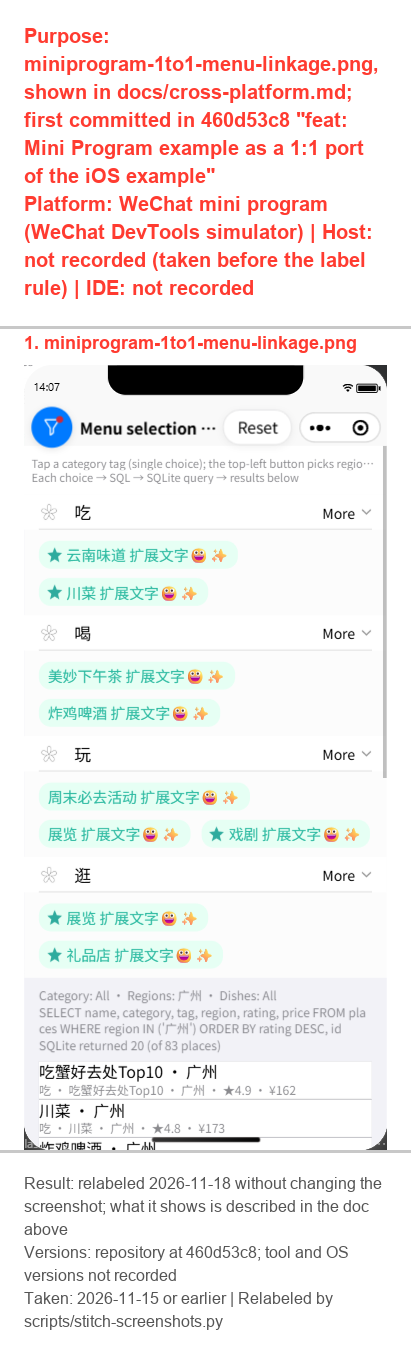 Purpose:
miniprogram-1to1-menu-linkage.png,
shown in docs/cross-platform.md;
first committed in 460d53c8 "feat:
Mini Program example as a 1:1 port
of the iOS example"
Platform: WeChat mini program
(WeChat DevTools simulator) | Host:
not recorded (taken before the label
rule) | IDE: not recorded
1. miniprogram-1to1-menu-linkage.png
14:07
Menu selection ··· Reset
Tap a category tag (single choice); the top-left button picks regio···
Each choice → SQL → SQLite query → results below
吃 More
★ 云南味道 扩展文字😀 ✨
★ 川菜 扩展文字😀 ✨
喝 More
美妙下午茶 扩展文字😀 ✨
炸鸡啤酒 扩展文字😀 ✨
玩 More
周末必去活动 扩展文字😀 ✨
展览 扩展文字😀 ✨ ★ 戏剧 扩展文字😀 ✨
逛 More
★ 展览 扩展文字😀 ✨
★ 礼品店 扩展文字😀 ✨
Category: All · Regions: 广州 · Dishes: All
SELECT name, category, tag, region, rating, price FROM pla
ces WHERE region IN ('广州') ORDER BY rating DESC, id
SQLite returned 20 (of 83 places)
吃蟹好去处Top10 · 广州
吃 · 吃蟹好去处Top10 · 广州 · ★4.9 · ¥162
川菜 · 广州
吃 · 川菜 · 广州 · ★4.8 · ¥173
炸鸡啤酒 · 广州
Result: relabeled 2026-11-18 without changing the
screenshot; what it shows is described in the doc
above
Versions: repository at 460d53c8; tool and OS
versions not recorded
Taken: 2026-11-15 or earlier | Relabeled by
scripts/stitch-screenshots.py